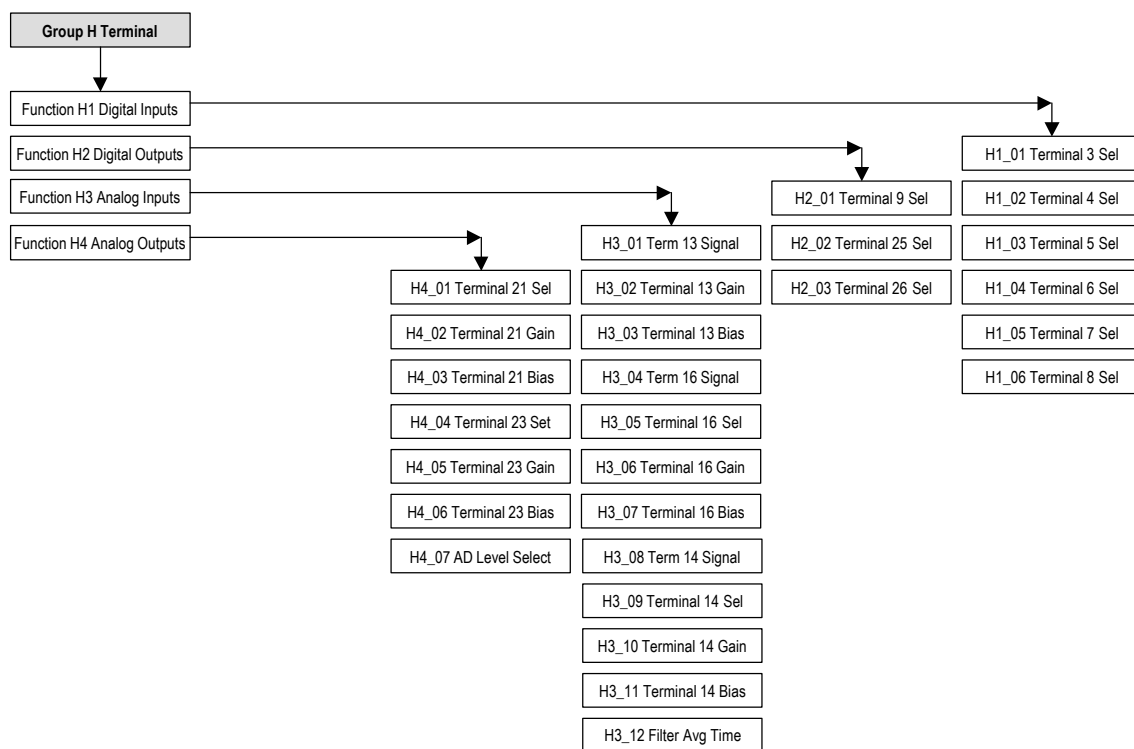 Group H Terminal
Function H1 Digital Inputs
Function H2 Digital Outputs
Function H3 Analog Inputs
Function H4 Analog Outputs
H4_01 Terminal 21 Sel
H4_02 Terminal 21 Gain
H4_03 Terminal 21 Bias
H4_04 Terminal 23 Set
H4_05 Terminal 23 Gain
H4_06 Terminal 23 Bias
H4_07 AD Level Select
H3_01 Term 13 Signal
H3_02 Terminal 13 Gain
H3_03 Terminal 13 Bias
H3_04 Term 16 Signal
H3_05 Terminal 16 Sel
H3_06 Terminal 16 Gain
H3_07 Terminal 16 Bias
H3_08 Term 14 Signal
H3_09 Terminal 14 Sel
H3_10 Terminal 14 Gain
H3_11 Terminal 14 Bias
H3_12 Filter Avg Time
H2_01 Terminal 9 Sel
H2_02 Terminal 25 Sel
H2_03 Terminal 26 Sel
H1_01 Terminal 3 Sel
H1_02 Terminal 4 Sel
H1_03 Terminal 5 Sel
H1_04 Terminal 6 Sel
H1_05 Terminal 7 Sel
H1_06 Terminal 8 Sel